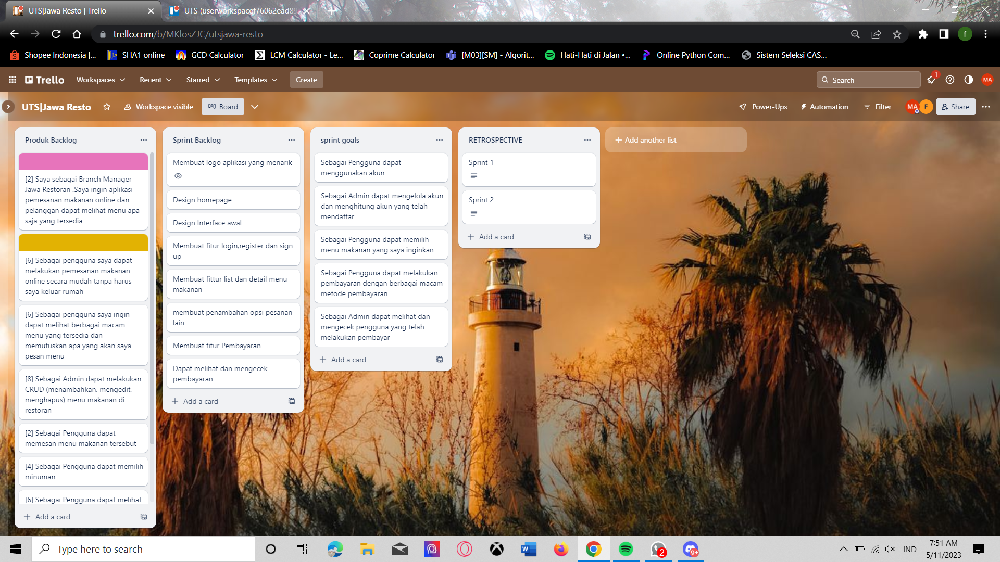 UTS|Jawa Resto | Trello
UTS (userworkspacef76062ead89
trello.com/b/MKlosZJC/utsjawa-resto
f
Shopee Indonesia |...
SHA1 online
GCD Calculator
LCM Calculator - Le...
Coprime Calculator
[M03][SM] - Algorit...
Hati-Hati di Jalan •...
Online Python Com...
Sistem Seleksi CAS...
Trello
Workspaces
Recent
Starred
Templates
Create
Search
1
MA
UTS|Jawa Resto
Workspace visible
Board
Power-Ups
Automation
Filter
MA
F
Share
Produk Backlog
[2] Saya sebagai Branch Manager
Jawa Restoran .Saya ingin aplikasi
pemesanan makanan online dan
pelanggan dapat melihat menu apa
saja yang tersedia
[6] Sebagai pengguna saya dapat
melakukan pemesanan makanan
online secara mudah tanpa harus
saya keluar rumah
[6] Sebagai pengguna saya ingin
dapat melihat berbagai macam
menu yang tersedia dan
memutuskan apa yang akan saya
pesan menu
[8] Sebagai Admin dapat melakukan
CRUD (menambahkan, mengedit,
menghapus) menu makanan di
restoran
[2] Sebagai Pengguna dapat
memesan menu makanan tersebut
[4] Sebagai Pengguna dapat memilih
minuman
[6] Sebagai Pengguna dapat melihat
+ Add a card
Sprint Backlog
Membuat logo aplikasi yang menarik
Design homepage
Design Interface awal
Membuat fitur login,register dan sign
up
Membuat fittur list dan detail menu
makanan
membuat penambahan opsi pesanan
lain
Membuat fitur Pembayaran
Dapat melihat dan mengecek
pembayaran
+ Add a card
sprint goals
Sebagai Pengguna dapat
menggunakan akun
Sebagai Admin dapat mengelola akun
dan menghitung akun yang telah
mendaftar
Sebagai Pengguna dapat memilih
menu makanan yang saya inginkan
Sebagai Pengguna dapat melakukan
pembayaran dengan berbagai macam
metode pembayaran
Sebagai Admin dapat melihat dan
mengecek pengguna yang telah
melakukan pembayar
+ Add a card
RETROSPECTIVE
Sprint 1
Sprint 2
+ Add a card
+ Add another list
Type here to search
2
9+
IND
7:51 AM
5/11/2023